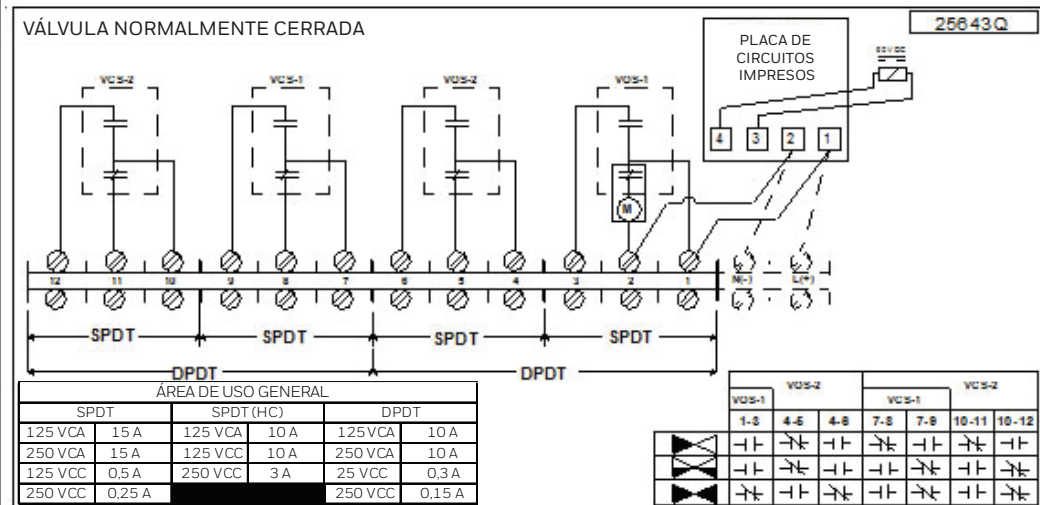 VÁLVULA NORMALMENTE CERRADA
25643Q
PLACA DE
CIRCUITOS
IMPRESOS
VCS-2
VCS-1
VOS-2
VOS-1
4 3 2 1
M
12 11 10 9 8 7 6 5 4 3 2 1 N(-) L(+)
SPDT SPDT SPDT SPDT
DPDT DPDT
ÁREA DE USO GENERAL
SPDT SPDT (HC) DPDT
125 VCA 15 A 125 VCA 10 A 125 VCA 10 A
250 VCA 15 A 125 VCC 10 A 250 VCA 10 A
125 VCC 0,5 A 250 VCC 3 A 25 VCC 0,3 A
250 VCC 0,25 A 250 VCC 0,15 A
VOS-2 VCS-2
VOS-1 VCS-1
1-3 4-5 4-6 7-8 7-9 10-11 10-12